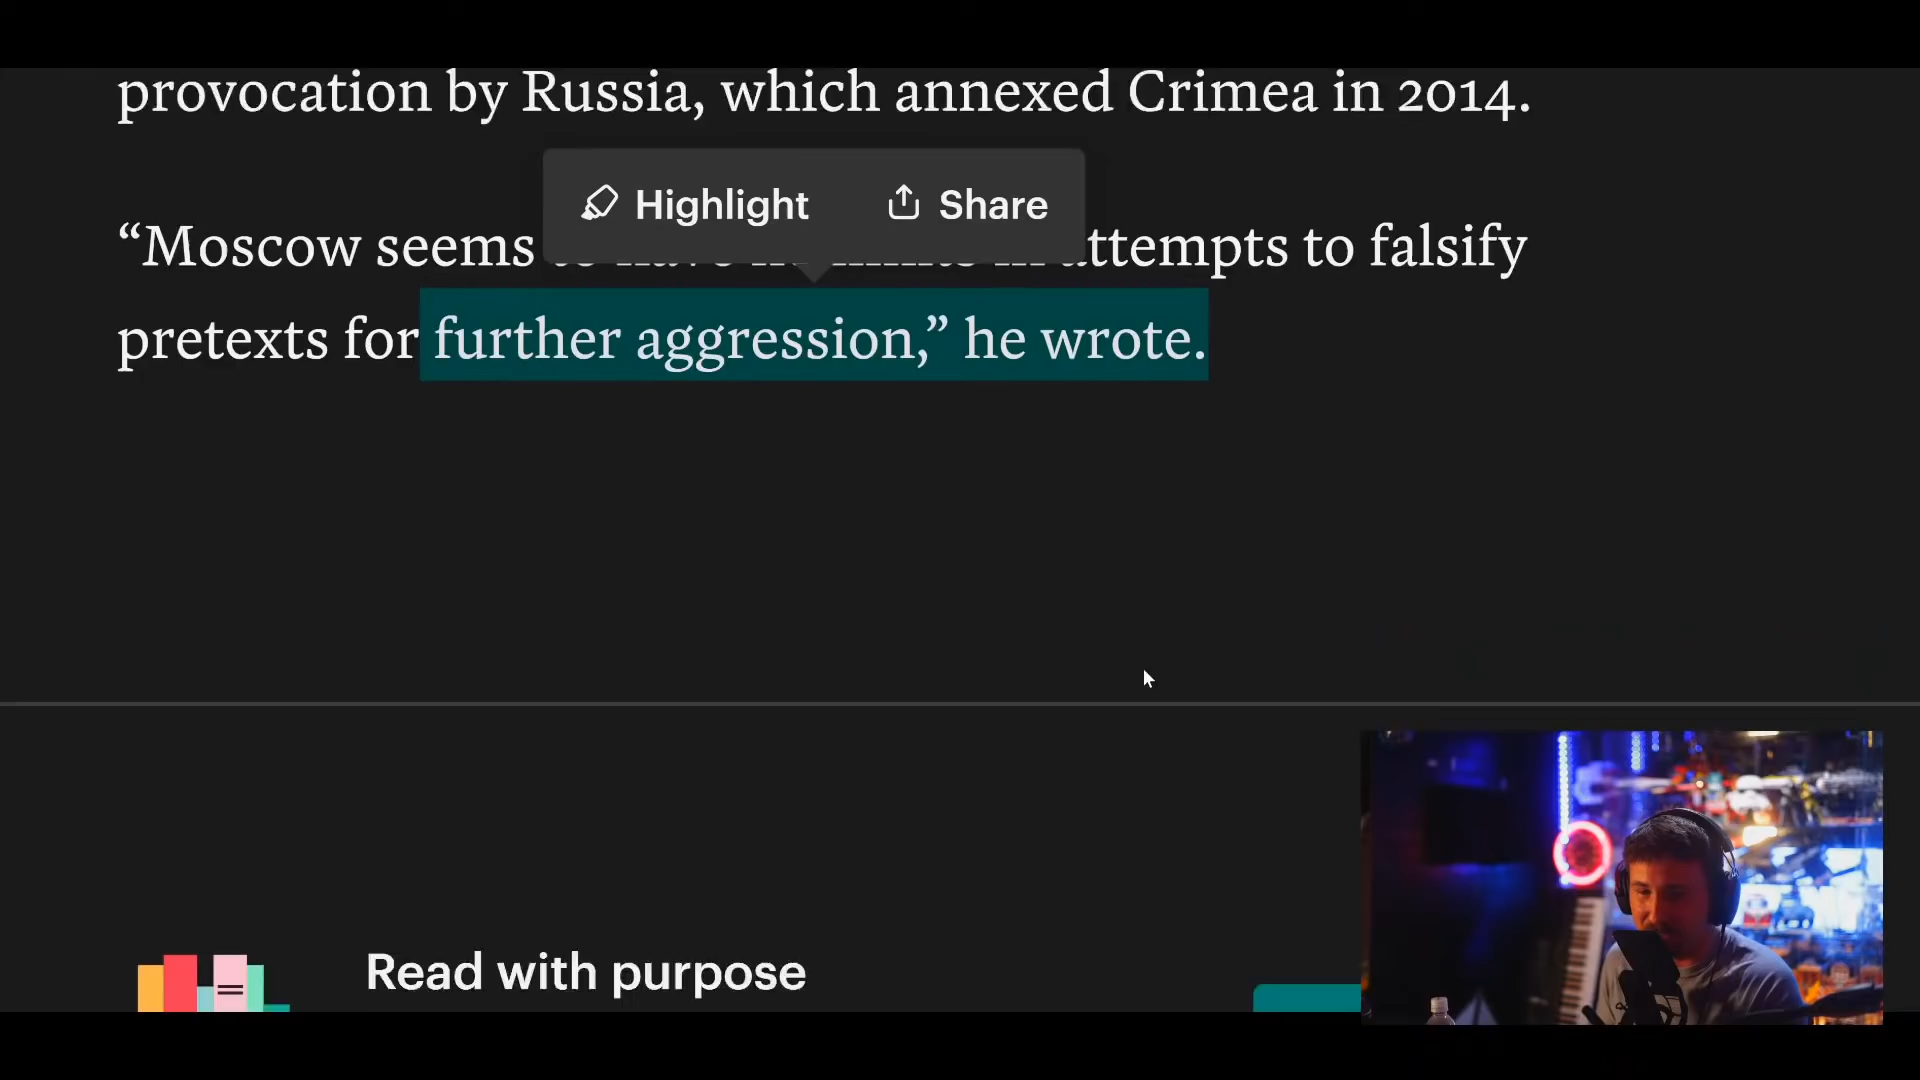 provocation by Russia, which annexed Crimea in 2014.
Highlight Share
“Moscow seems attempts to falsify
pretexts for further aggression,” he wrote.
Read with purpose